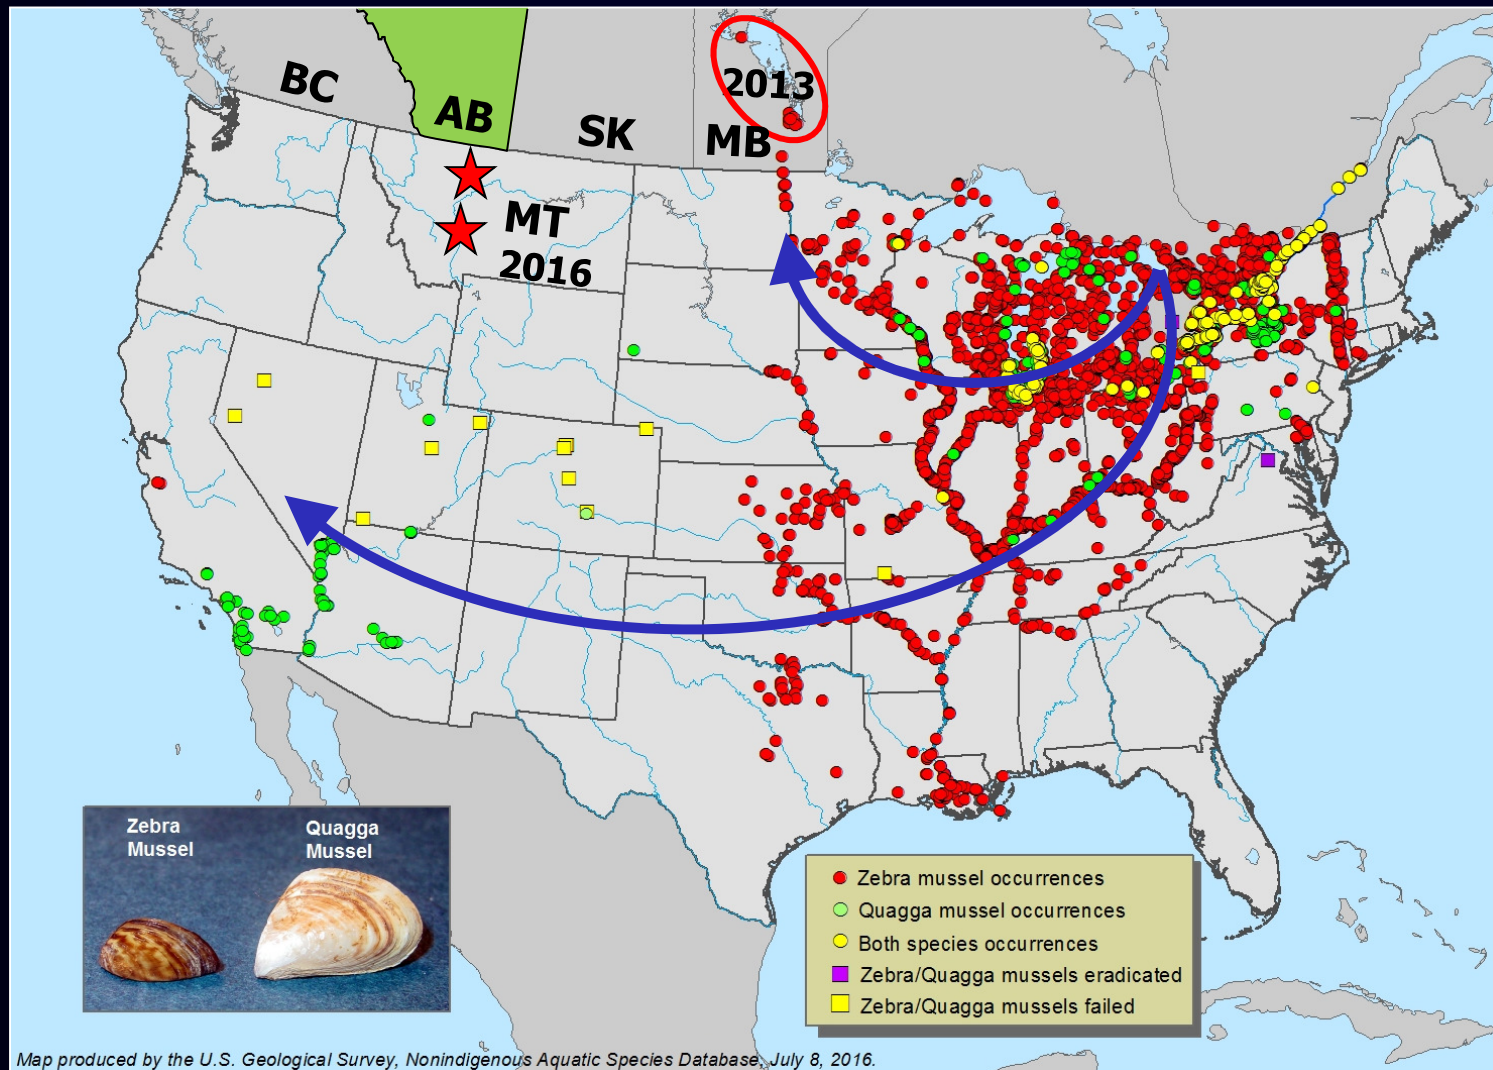 2013
BC
AB
SK
MB
MT
2016
Zebra
Mussel
Quagga
Mussel
Zebra mussel occurrences
Quagga mussel occurrences
Both species occurrences
Zebra/Quagga mussels eradicated
Zebra/Quagga mussels failed
Map produced by the U.S. Geological Survey, Nonindigenous Aquatic Species Database, July 8, 2016.